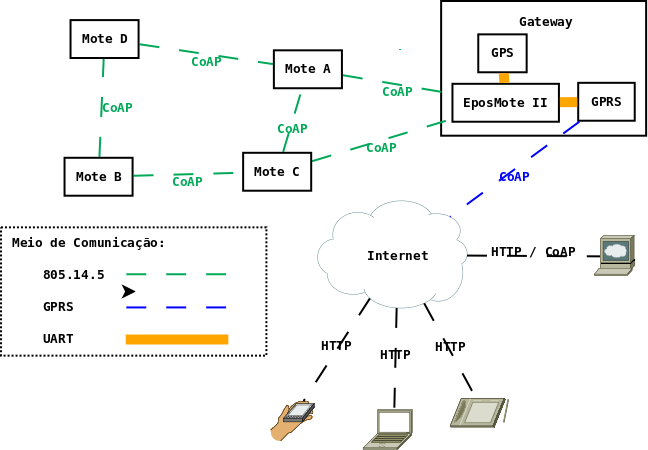 Gateway
Mote D
GPS
CoAP
Mote A
CoAP
EposMote II
GPRS
CoAP
CoAP
CoAP
Mote B
CoAP
Mote C
CoAP
Meio de Comunicação:
805.14.5
GPRS
UART
Internet
HTTP / CoAP
HTTP
HTTP
HTTP